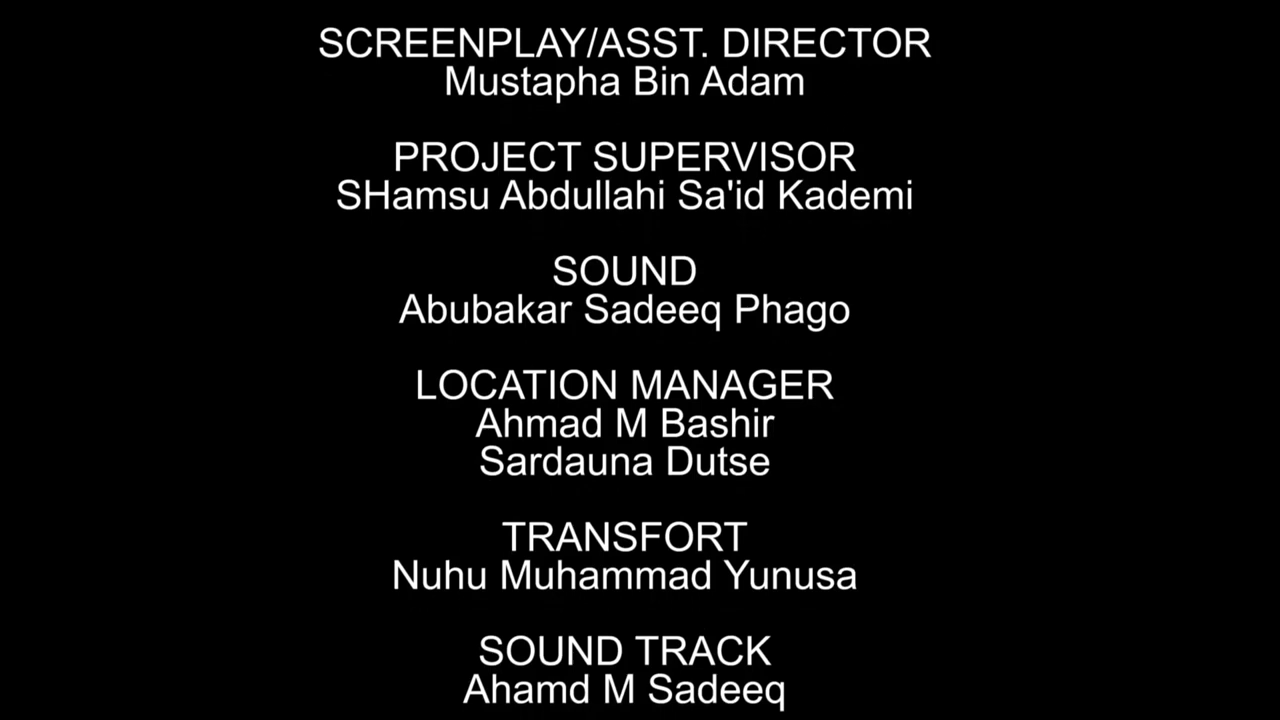 SCREENPLAY/ASST. DIRECTOR
Mustapha Bin Adam
PROJECT SUPERVISOR
SHamsu Abdullahi Sa'id Kademi
SOUND
Abubakar Sadeeq Phago
LOCATION MANAGER
Ahmad M Bashir
Sardauna Dutse
TRANSFORT
Nuhu Muhammad Yunusa
SOUND TRACK
Ahamd M Sadeeq